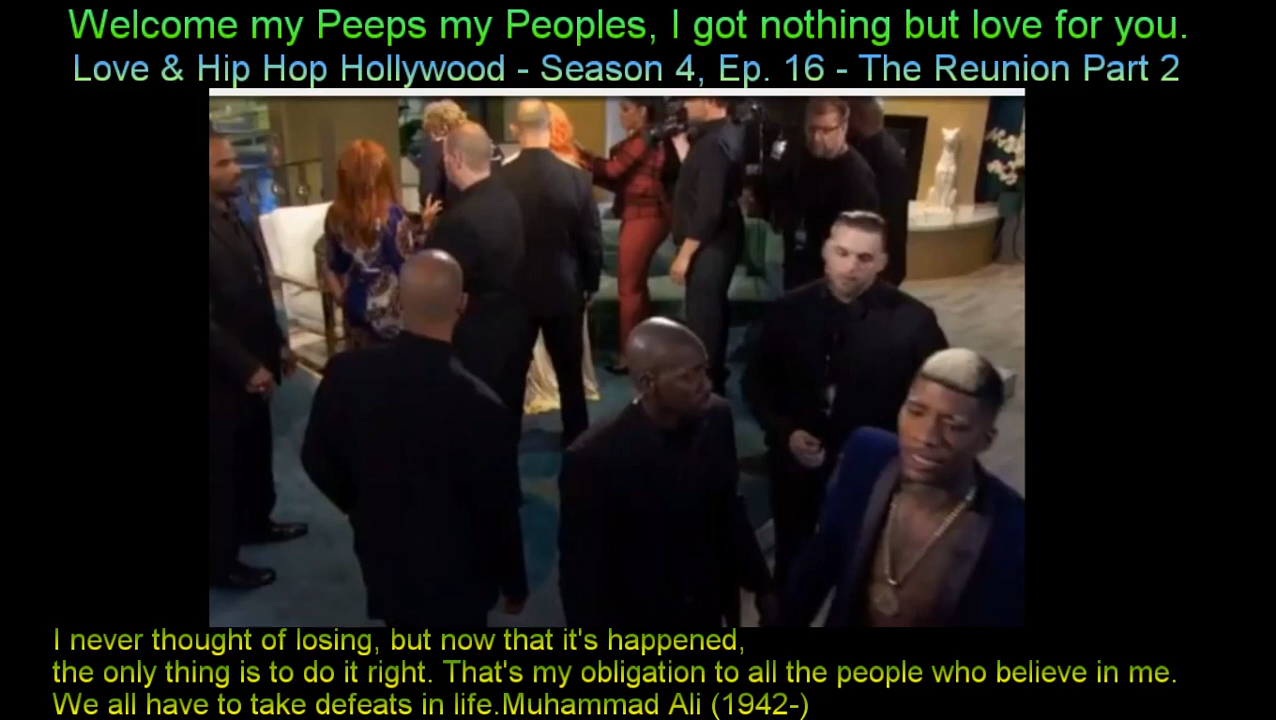 Welcome my Peeps my Peoples, I got nothing but love for you.
Love & Hip Hop Hollywood - Season 4, Ep. 16 - The Reunion Part 2
I never thought of losing, but now that it's happened,
the only thing is to do it right. That's my obligation to all the people who believe in me.
We all have to take defeats in life.Muhammad Ali (1942-)